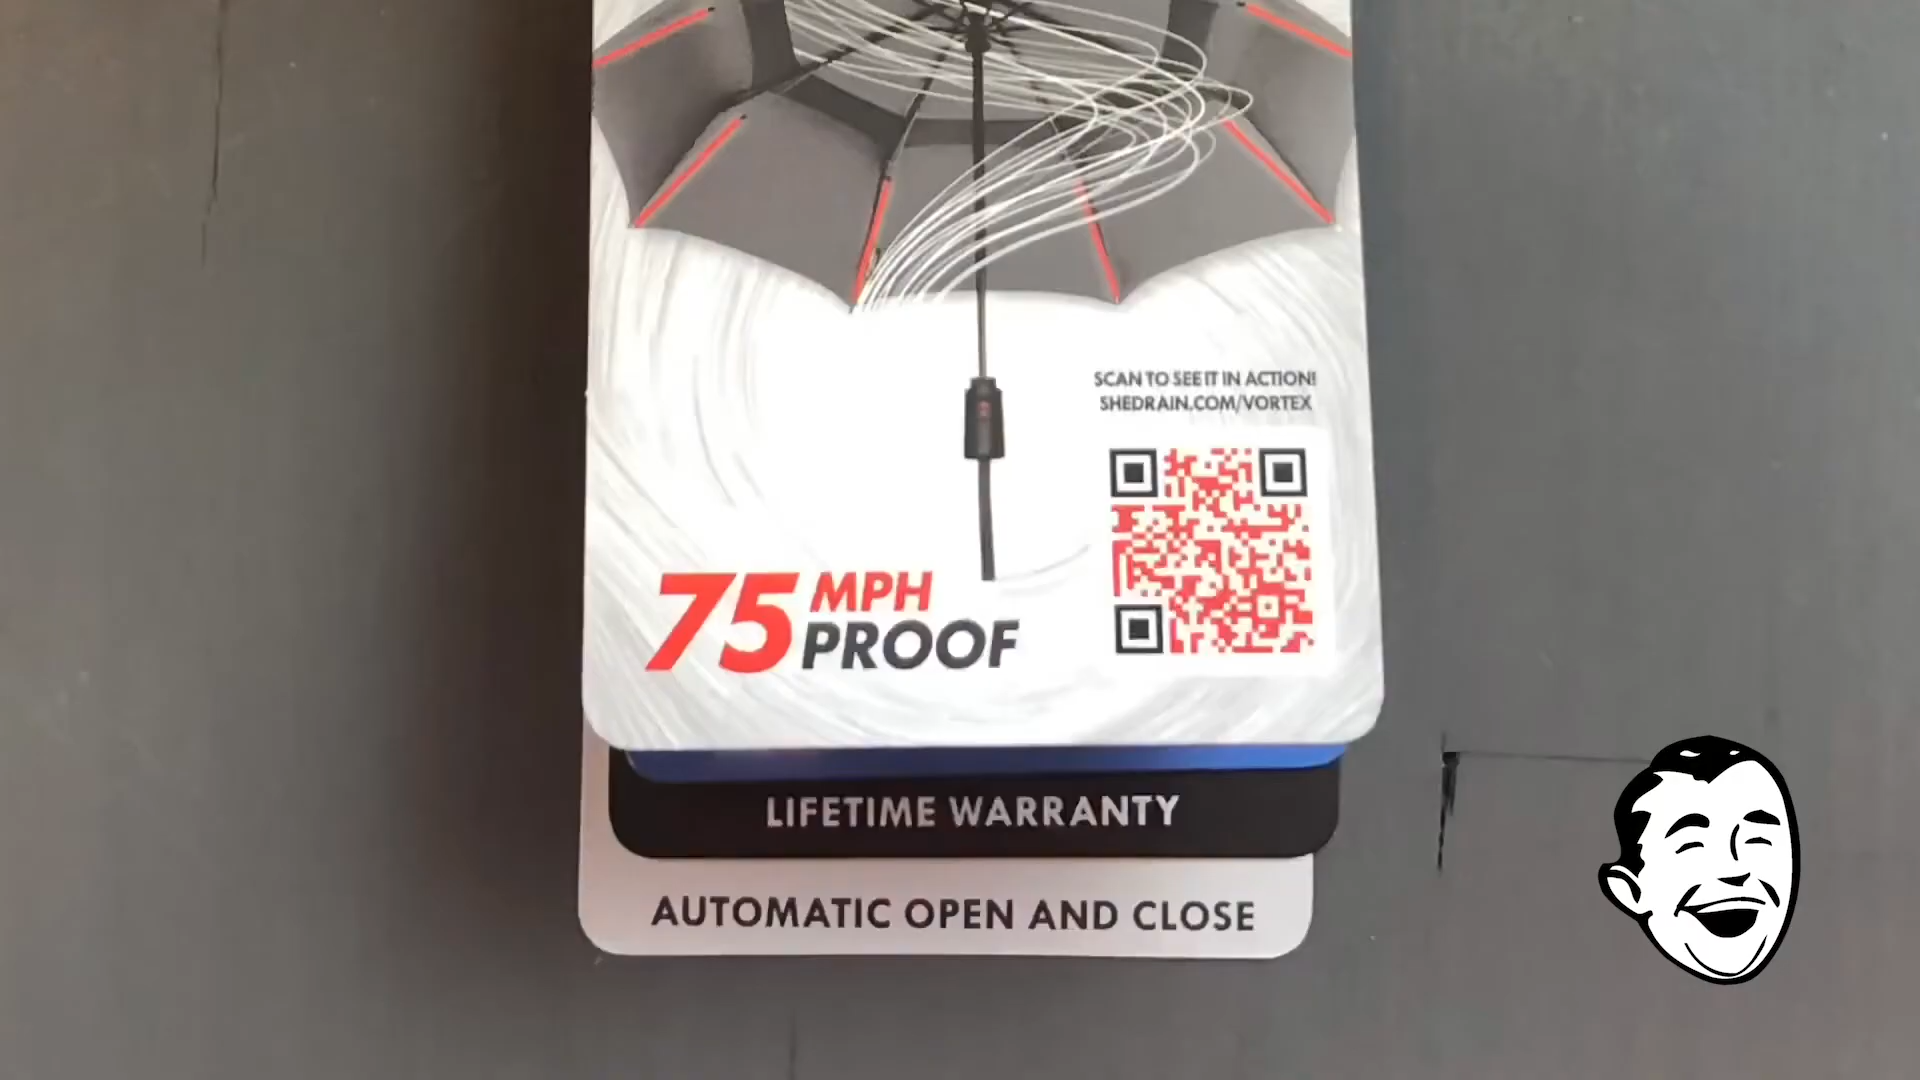 SCAN TO SEE IT IN ACTION!
SHEDRAIN.COM/VORTEX
75 MPH
PROOF
LIFETIME WARRANTY
AUTOMATIC OPEN AND CLOSE